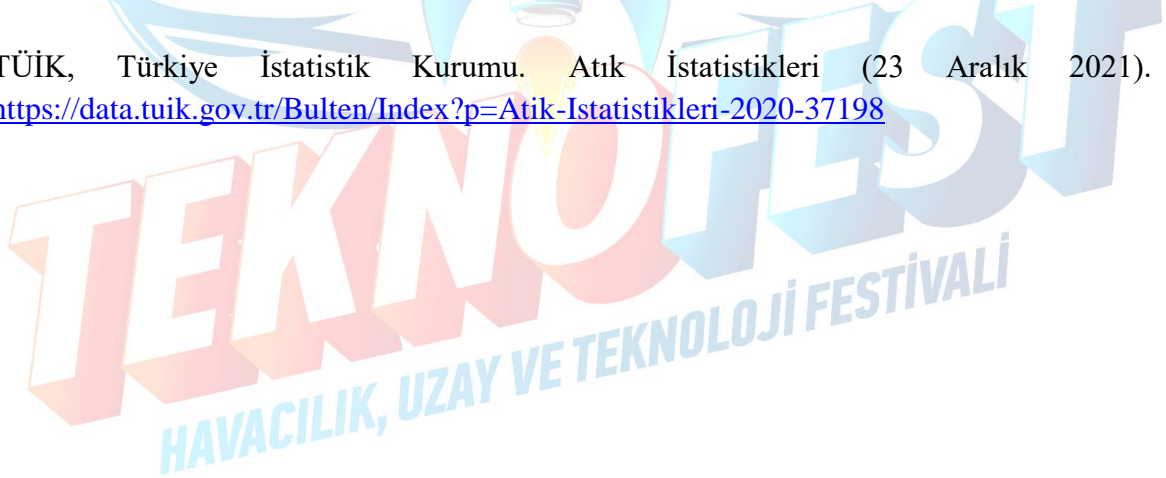 TÜİK, Türkiye İstatistik Kurumu. Atık İstatistikleri (23 Aralık 2021).
https://data.tuik.gov.tr/Bulten/Index?p=Atik-Istatistikleri-2020-37198
TEKNOFEST
HAVACILIK, UZAY VE TEKNOLOJİ FESTİVALİ